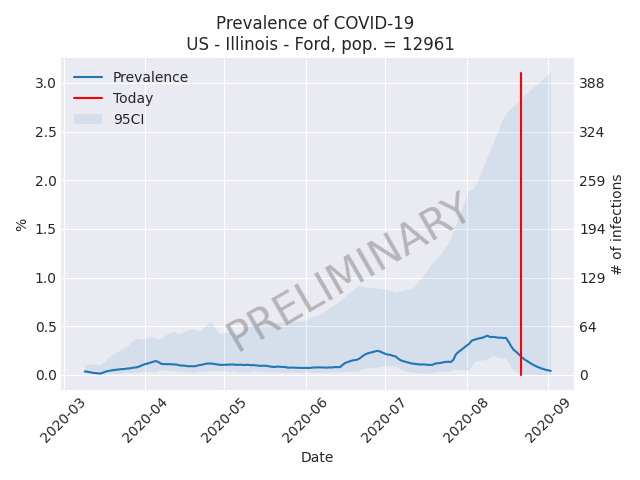 Prevalence of COVID-19
US - Illinois - Ford, pop. = 12961
Prevalence
Today
95CI
PRELIMINARY
%
3.0
2.5
2.0
1.5
1.0
0.5
0.0
388
324
259
194
129
64
0
# of infections
2020-03
2020-04
2020-05
2020-06
2020-07
2020-08
2020-09
Date